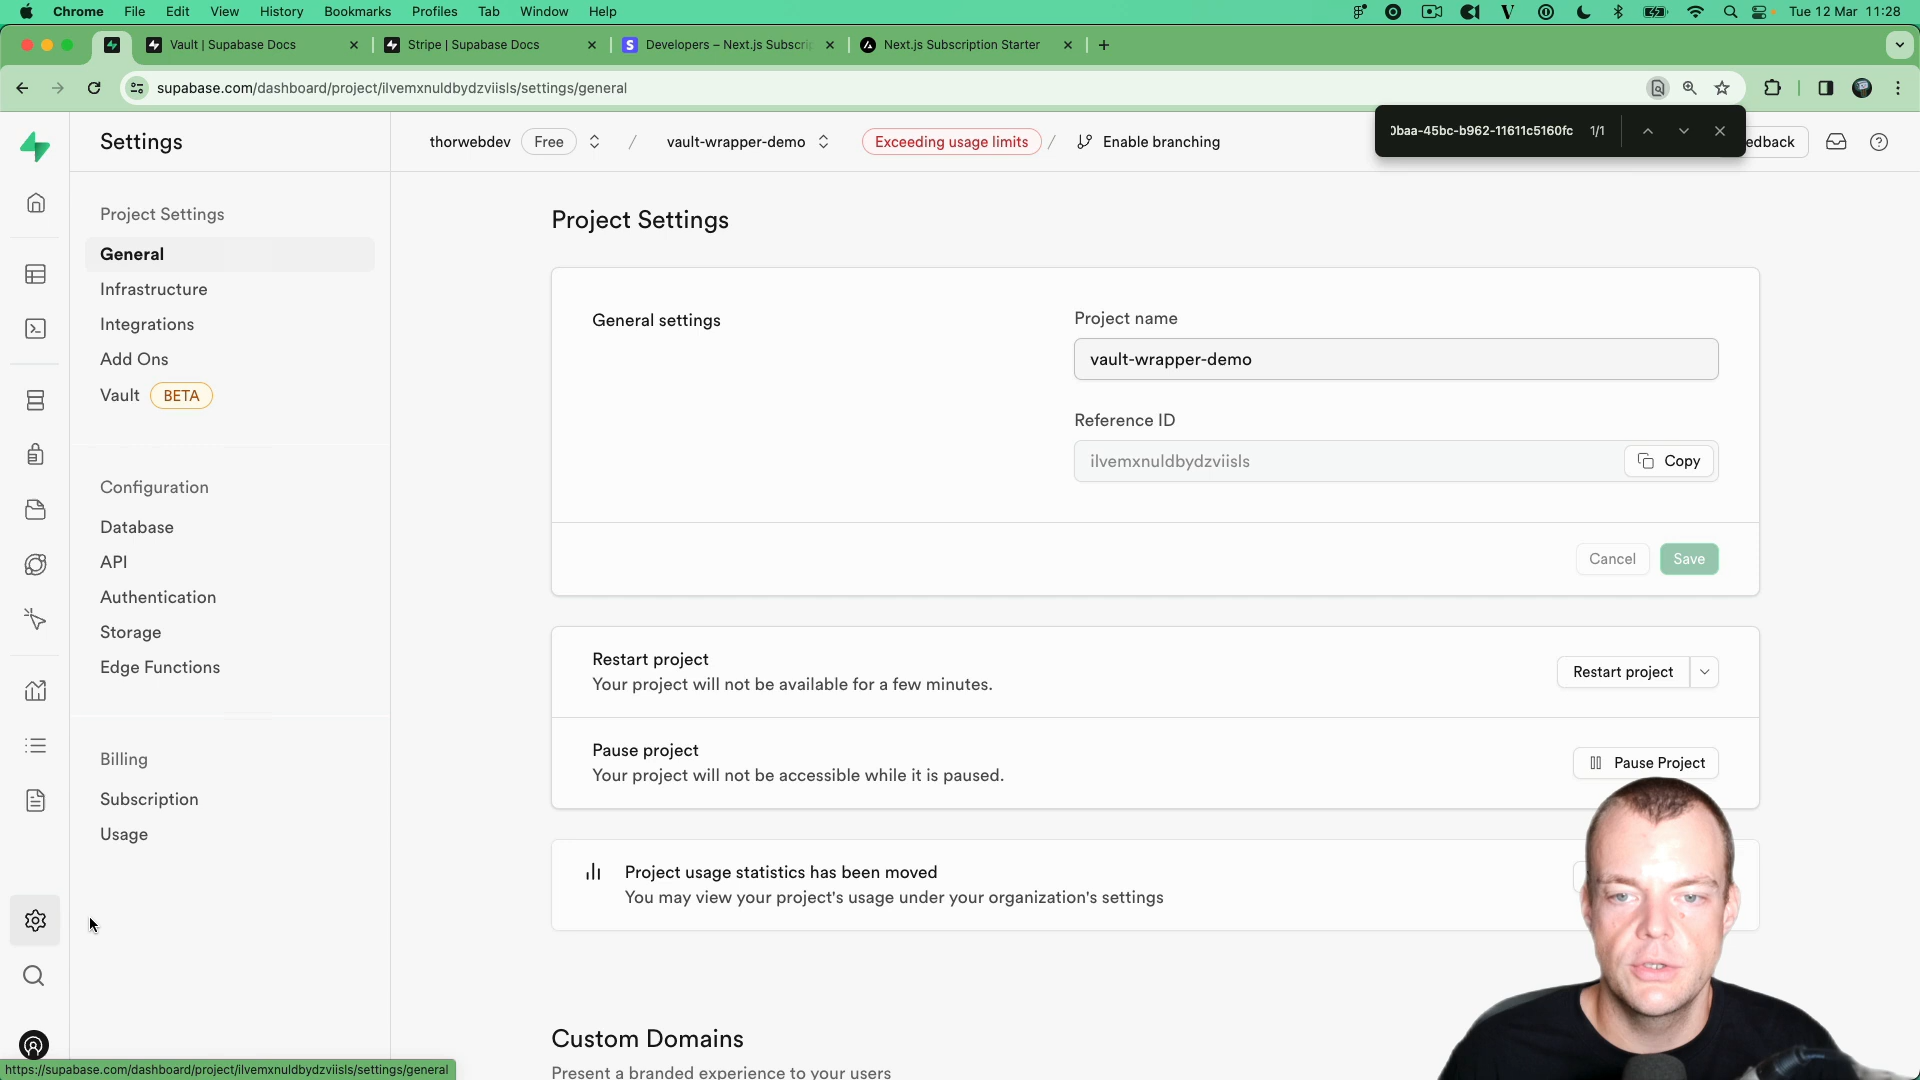 Chrome File Edit View History Bookmarks Profiles Tab Window Help Tue 12 Mar 11:28
Vault | Supabase Docs Stripe | Supabase Docs Developers – Next.js Subscri Next.js Subscription Starter
supabase.com/dashboard/project/ilvemxnuldbydzviisls/settings/general
Settings thorwebdev Free / vault-wrapper-demo Exceeding usage limits / Enable branching edback
baa-45bc-b962-11611c5160fc 1/1
Project Settings
General
Infrastructure
Integrations
Add Ons
Vault BETA
Configuration
Database
API
Authentication
Storage
Edge Functions
Billing
Subscription
Usage
Project Settings
General settings
Project name
vault-wrapper-demo
Reference ID
ilvemxnuldbydzviisls Copy
Cancel Save
Restart project
Your project will not be available for a few minutes.
Restart project
Pause project
Your project will not be accessible while it is paused.
Pause Project
Project usage statistics has been moved
You may view your project's usage under your organization's settings
Custom Domains
Present a branded experience to your users
https://supabase.com/dashboard/project/ilvemxnuldbydzviisls/settings/general